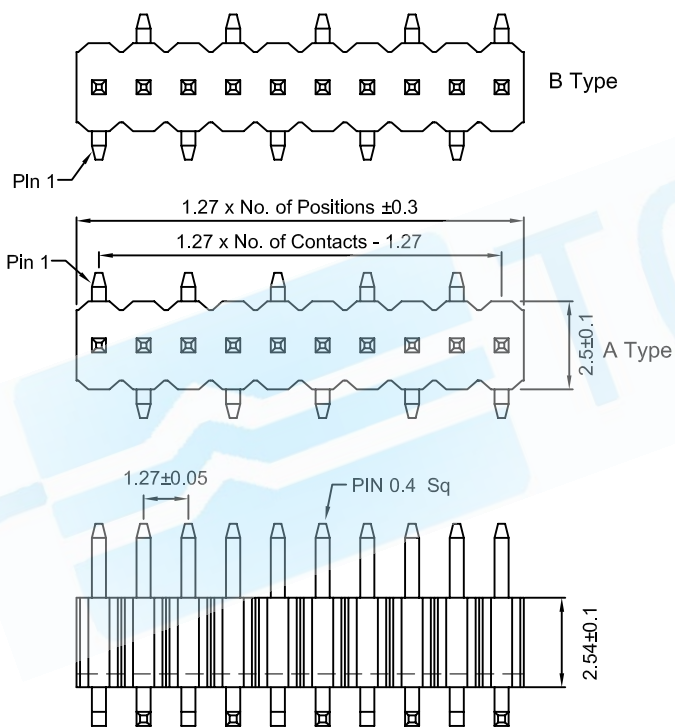 B Type
PIn 1
1.27 x No. of Positions ±0.3
1.27 x No. of Contacts - 1.27
Pin 1
2.5±0.1
A Type
1.27±0.05
PIN 0.4 Sq
2.54±0.1